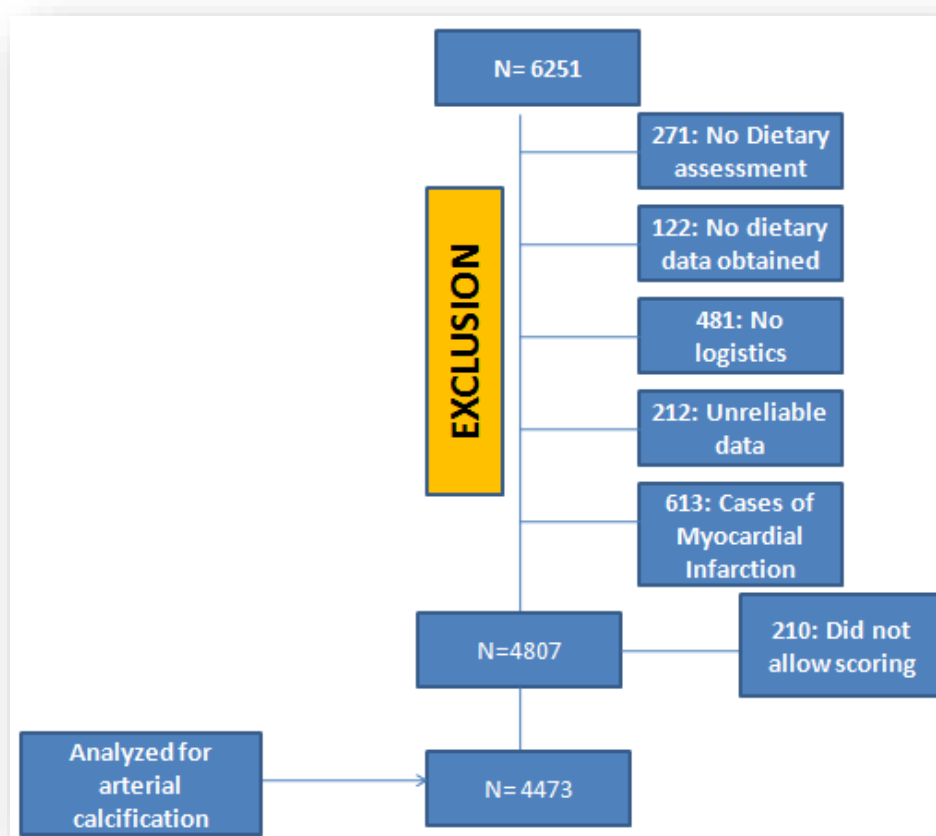 N= 6251
271: No Dietary
assessment
122: No dietary
data obtained
EXCLUSION
481: No
logistics
212: Unreliable
data
613: Cases of
Myocardial
Infarction
N=4807
210: Did not
allow scoring
Analyzed for
arterial
calcification
N= 4473